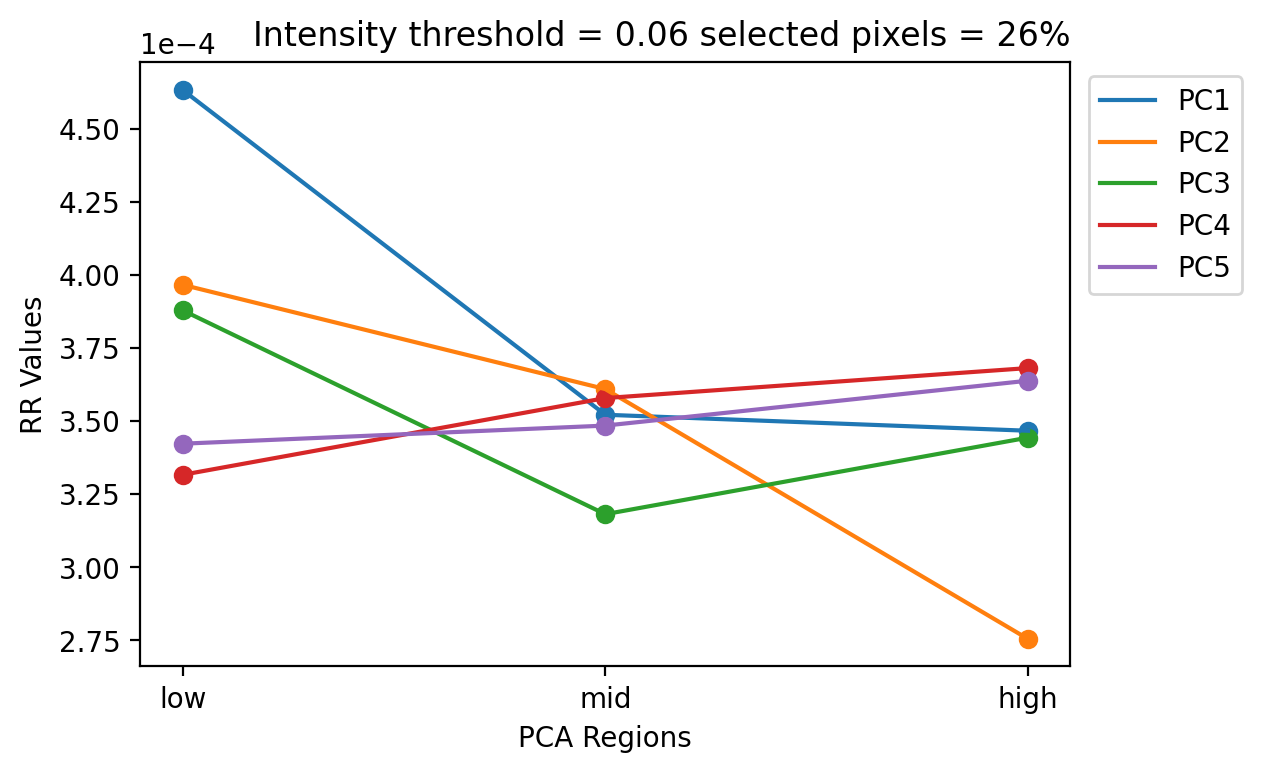 Intensity threshold = 0.06 selected pixels = 26%
1e−4
4.50
4.25
4.00
3.75
3.50
3.25
3.00
2.75
RR Values
low
mid
high
PCA Regions
PC1
PC2
PC3
PC4
PC5